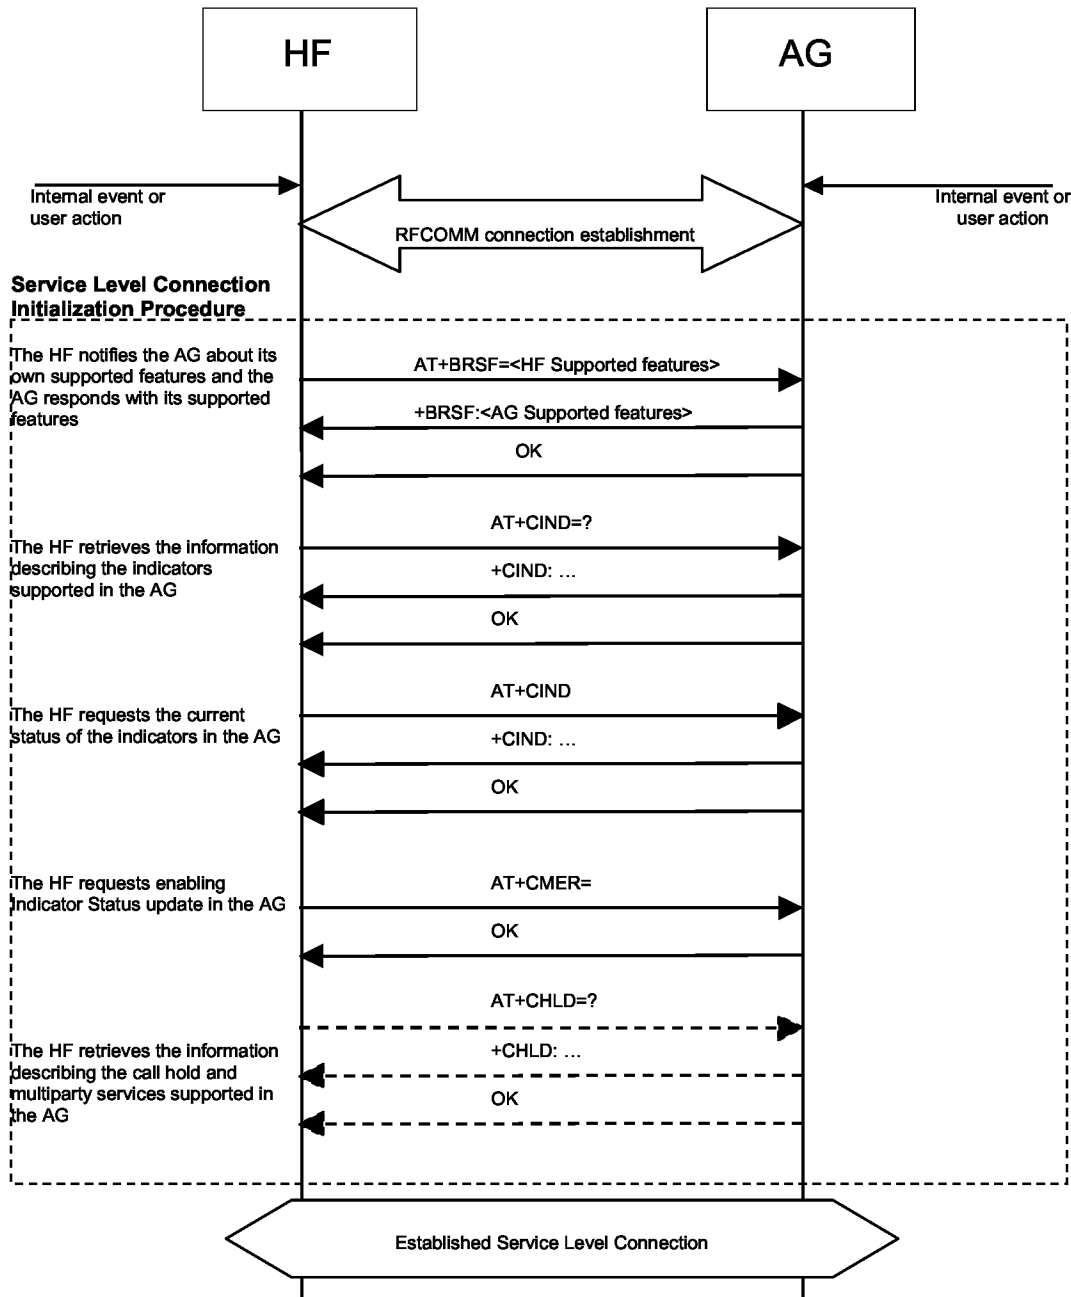 HF
AG
Internal event or
user action
Internal event or
user action
RFCOMM connection establishment
Service Level Connection
Initialization Procedure
The HF notifies the AG about its
own supported features and the
AG responds with its supported
features
AT+BRSF=<HF Supported features>
+BRSF:<AG Supported features>
OK
The HF retrieves the information
describing the indicators
supported in the AG
AT+CIND=?
+CIND: …
OK
The HF requests the current
status of the indicators in the AG
AT+CIND
+CIND: …
OK
The HF requests enabling
Indicator Status update in the AG
AT+CMER=
OK
The HF retrieves the information
describing the call hold and
multiparty services supported in
the AG
AT+CHLD=?
+CHLD: …
OK
Established Service Level Connection